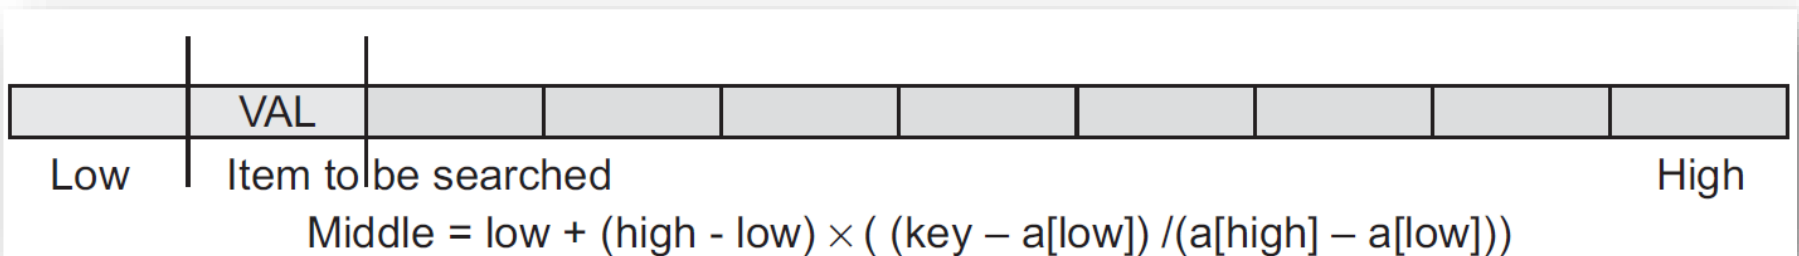 VAL
Low Item to be searched High
Middle = low + (high - low) × ( (key – a[low]) /(a[high] – a[low]))